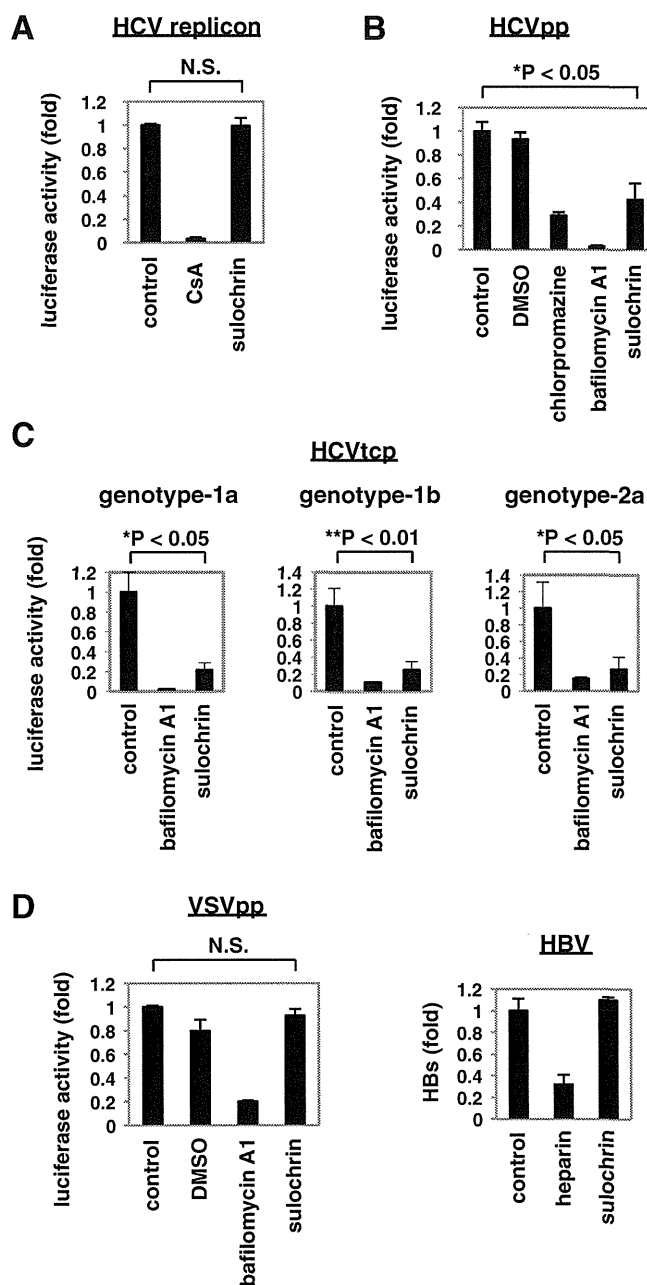 A
HCV replicon
N.S.
luciferase activity (fold)
1.2
1
0.8
0.6
0.4
0.2
0
control
CsA
sulochrin
B
HCVpp
*P < 0.05
luciferase activity (fold)
1.2
1
0.8
0.6
0.4
0.2
0
control
DMSO
chlorpromazine
bafilomycin A1
sulochrin
C
HCVtcp
genotype-1a
*P < 0.05
luciferase activity (fold)
1.2
1
0.8
0.6
0.4
0.2
0
control
bafilomycin A1
sulochrin
genotype-1b
**P < 0.01
1.4
1.2
1
0.8
0.6
0.4
0.2
0
control
bafilomycin A1
sulochrin
genotype-2a
*P < 0.05
1.4
1.2
1
0.8
0.6
0.4
0.2
0
control
bafilomycin A1
sulochrin
D
VSVpp
N.S.
luciferase activity (fold)
1.2
1
0.8
0.6
0.4
0.2
0
control
DMSO
bafilomycin A1
sulochrin
HBV
HBs (fold)
1.2
1
0.8
0.6
0.4
0.2
0
control
heparin
sulochrin